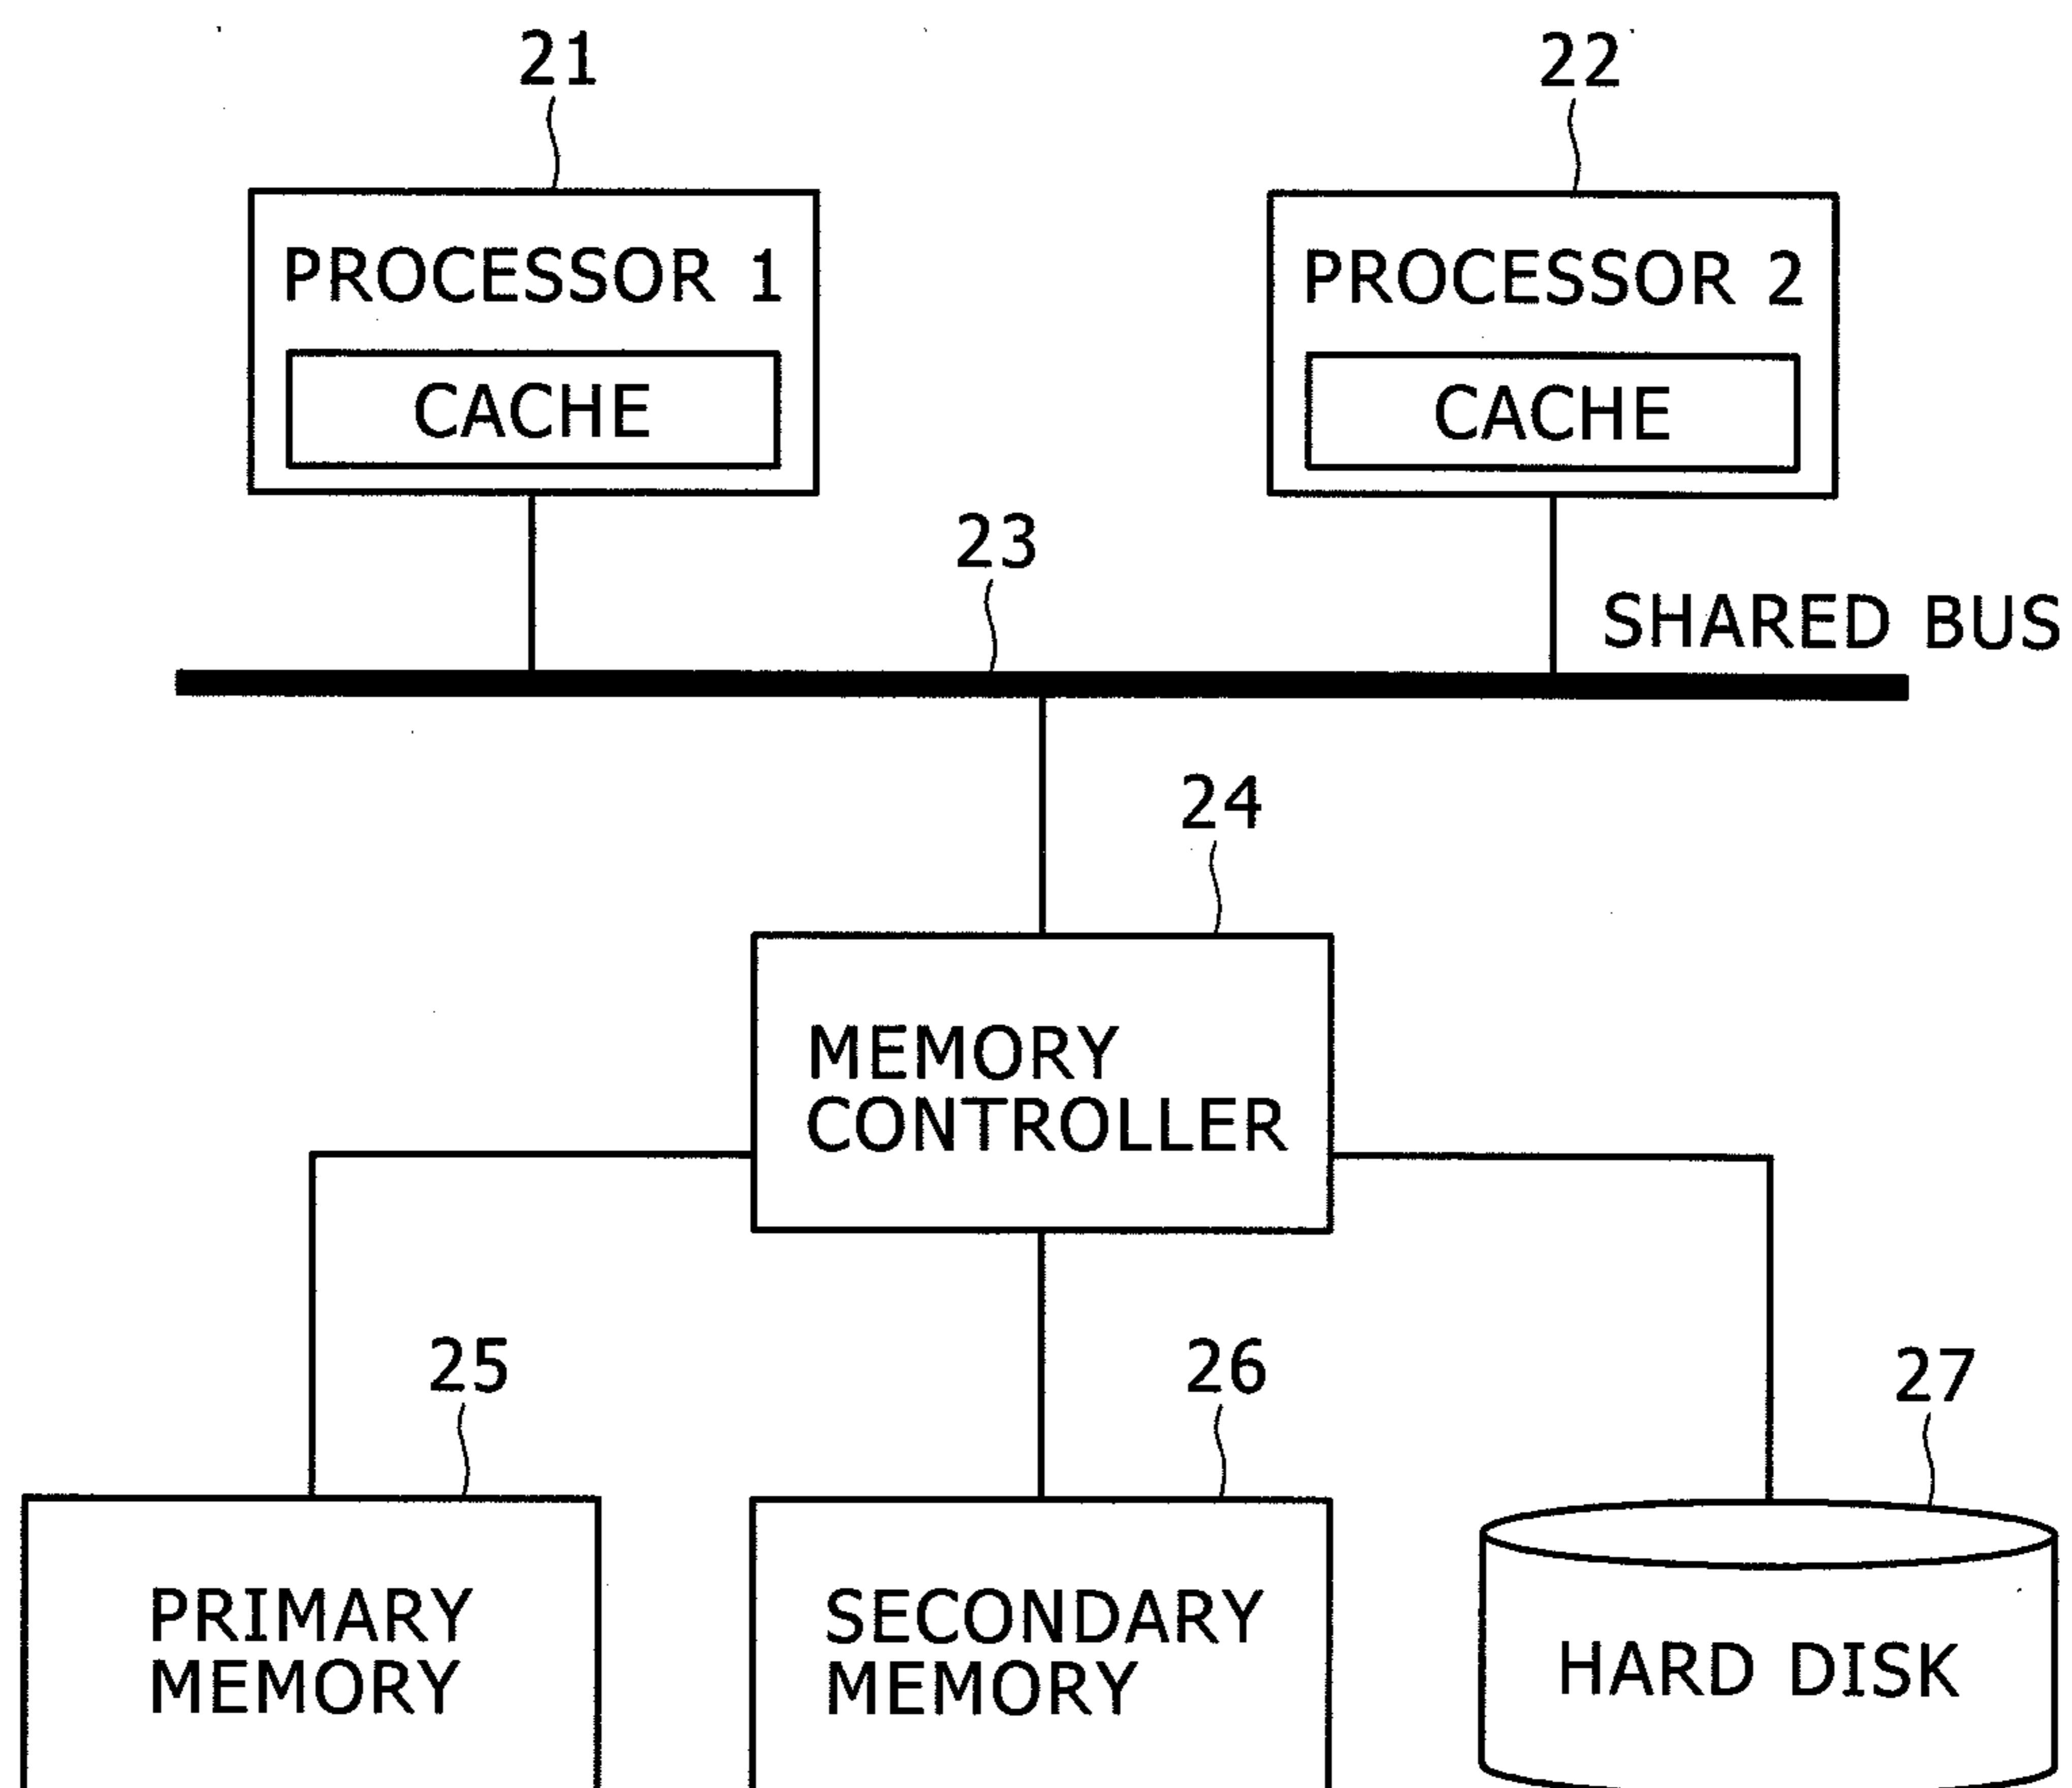 21
22
PROCESSOR 1
PROCESSOR 2
CACHE
CACHE
23
SHARED BUS
24
MEMORY
CONTROLLER
25
26
27
PRIMARY
MEMORY
SECONDARY
MEMORY
HARD DISK